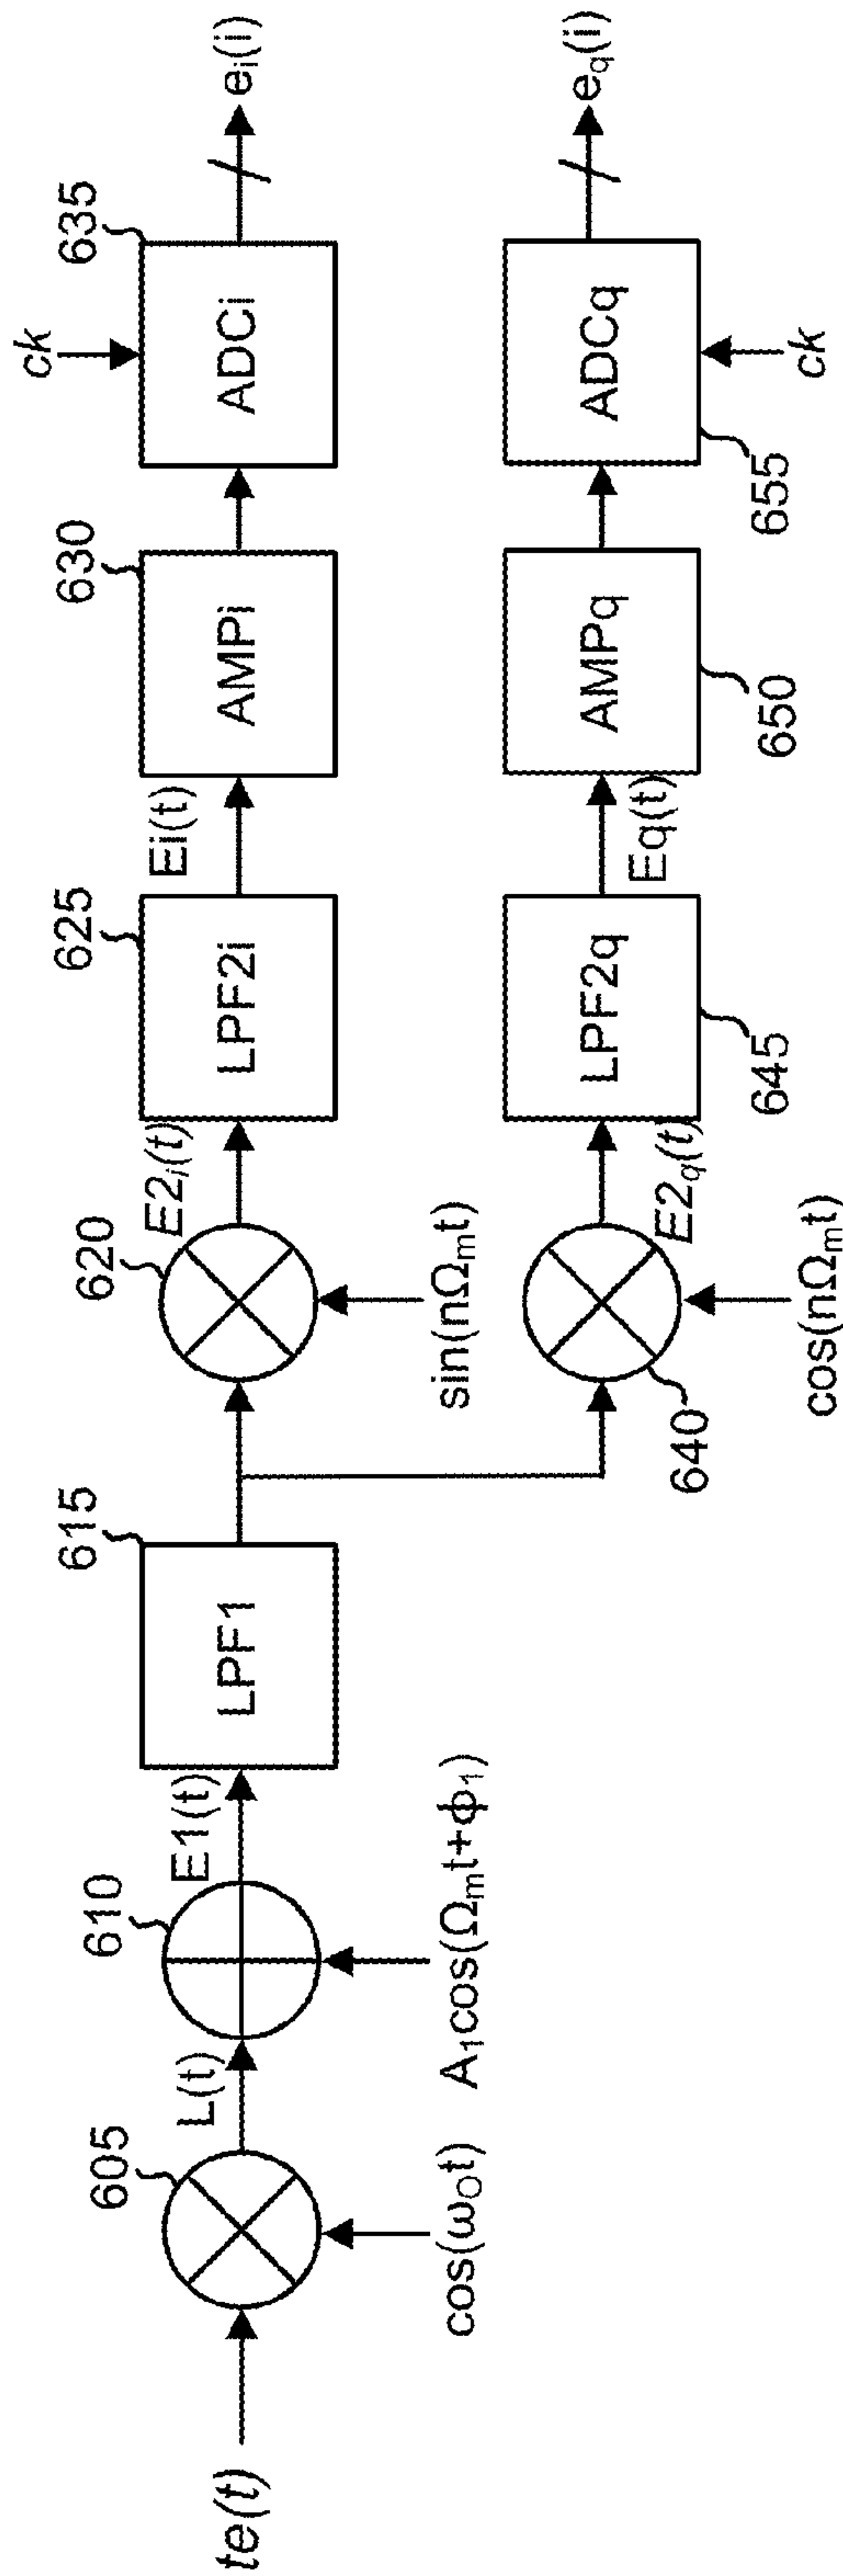 te(t)
605
cos(ω₀t)
L(t)
610
A₁cos(Ωₘt+ϕ₁)
E1(t)
615
LPF1
620
sin(nΩₘt)
E2ᵢ(t)
625
LPF2i
Ei(t)
630
AMPi
ck
635
ADCi
eᵢ(i)
640
cos(nΩₘt)
E2q(t)
LPF2q
645
Eq(t)
AMPq
650
ADCq
655
ck
eq(i)